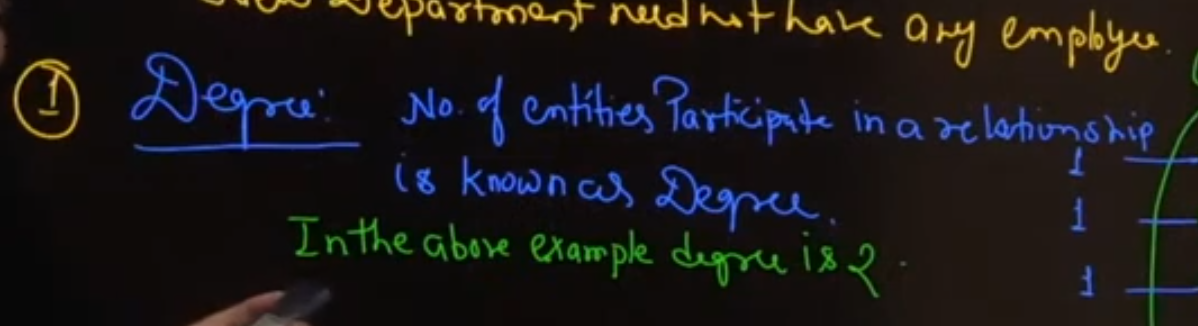 Department need not have any employee.
① Degree: No. of entities Participate in a relationship
is known as Degree.
In the above example degree is 2.
1
1
1